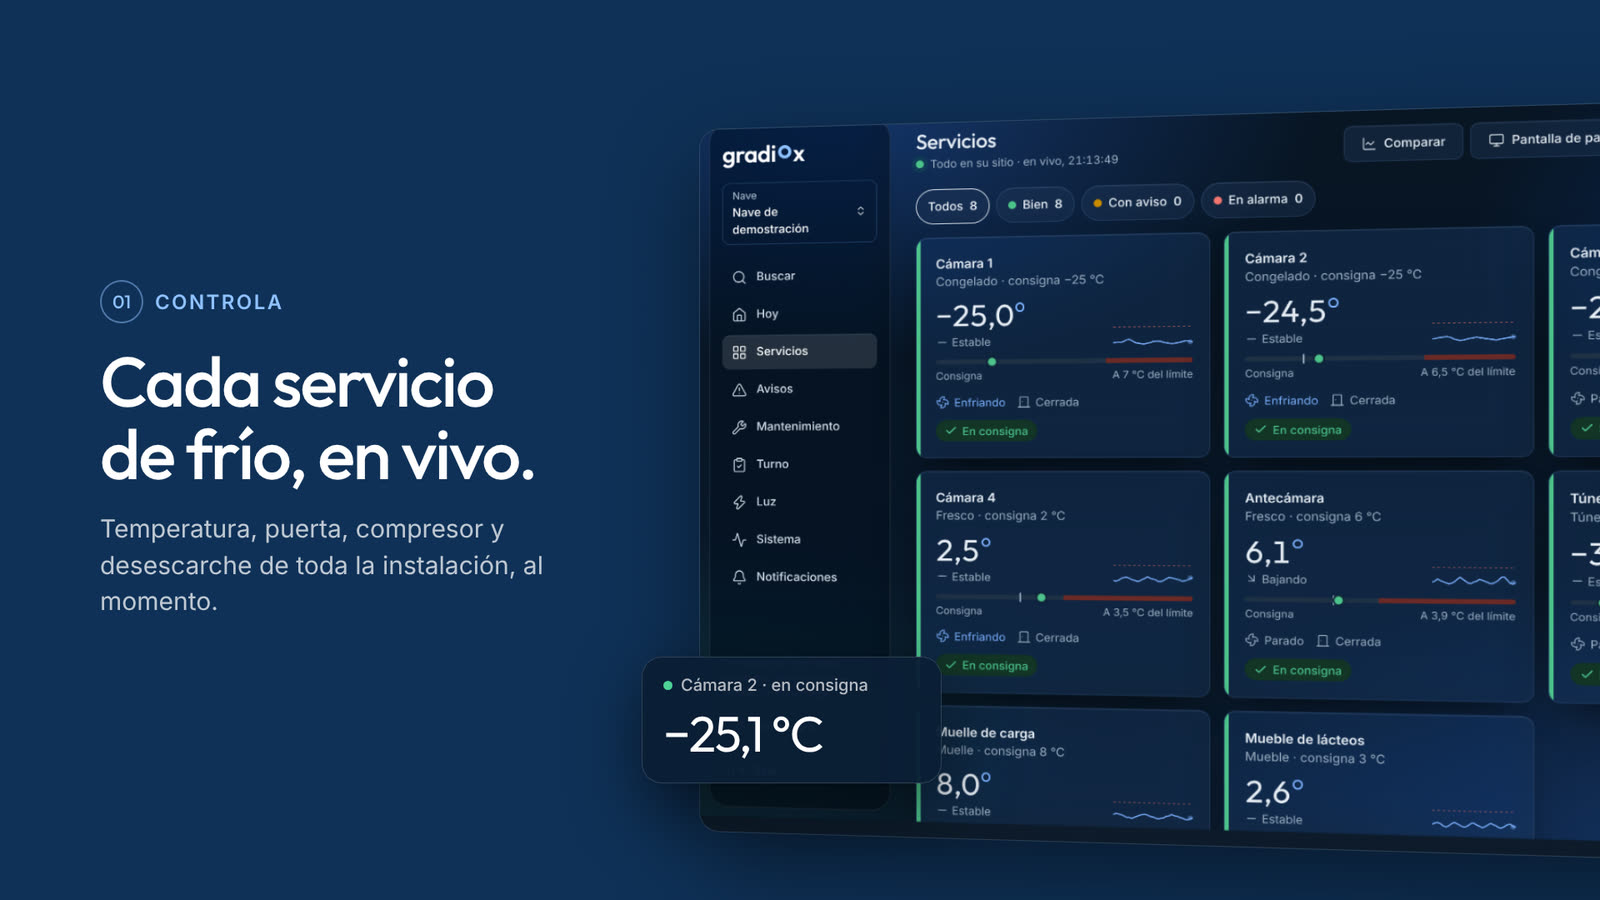 01 CONTROLA
Cada servicio
de frío, en vivo.
Temperatura, puerta, compresor y
desescarche de toda la instalación, al
momento.
gradiox
Nave
Nave de
demostración
Buscar
Hoy
Servicios
Avisos
Mantenimiento
Turno
Luz
Sistema
Notificaciones
Servicios
Todo en su sitio · en vivo, 21:13:49
Comparar
Pantalla de
Todos 8
Bien 8
Con aviso 0
En alarma 0
Cámara 1
Congelado · consigna −25 °C
−25,0°
Estable
Consigna
A 7 °C del límite
Enfriando
Cerrada
En consigna
Cámara 2
Congelado · consigna −25 °C
−24,5°
Estable
Consigna
A 6,5 °C del límite
Enfriando
Cerrada
En consigna
Cámara 4
Fresco · consigna 2 °C
2,5°
Estable
Consigna
A 3,5 °C del límite
Enfriando
Cerrada
En consigna
Antecámara
Fresco · consigna 6 °C
6,1°
Bajando
Consigna
A 3,9 °C del límite
Parado
Cerrada
En consigna
Cámara 2 · en consigna
−25,1 °C
Muelle de carga
Muelle · consigna 8 °C
8,0°
Estable
Mueble de lácteos
Mueble · consigna 3 °C
2,6°
Estable